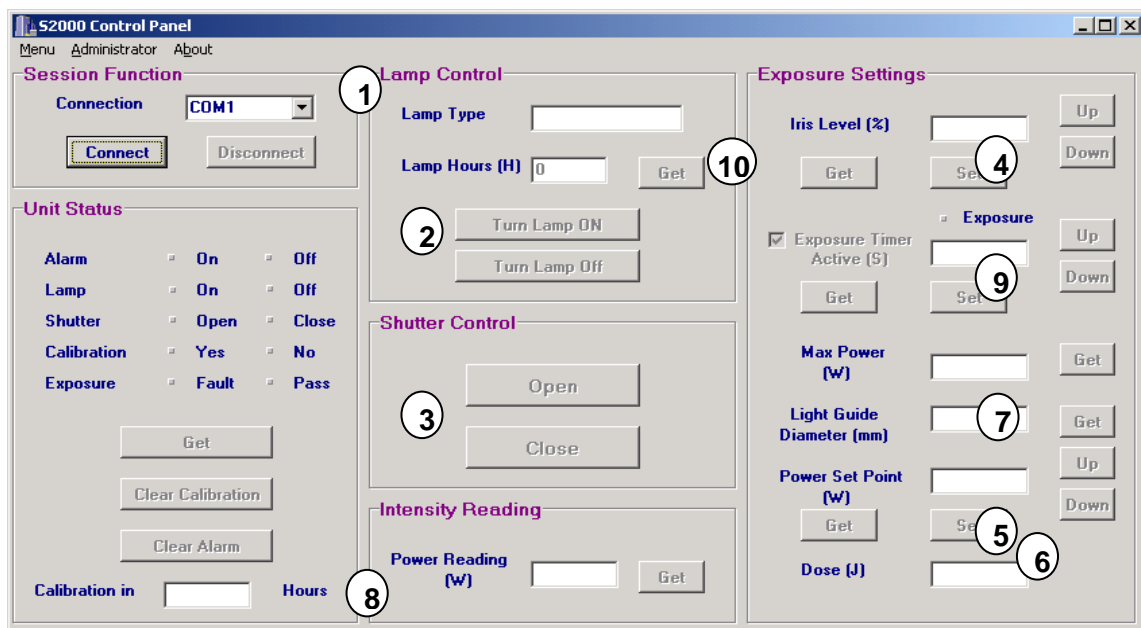 S2000 Control Panel
Menu Administrator About
Session Function
Connection COM1
1
Connect Disconnect
Unit Status
Alarm On Off
Lamp On Off
Shutter Open Close
Calibration Yes No
Exposure Fault Pass
Get
Clear Calibration
Clear Alarm
Calibration in Hours
8
Lamp Control
Lamp Type
Lamp Hours (H) 0 Get
10
2
Turn Lamp ON
Turn Lamp Off
Shutter Control
3
Open
Close
Intensity Reading
Power Reading
(W)
Get
Exposure Settings
Iris Level (%)
Up
Down
Get Set
4
Exposure
Exposure Timer
Active (S)
Up
Down
Get Set
9
Max Power
(W)
Get
Light Guide
Diameter (mm)
7
Get
Power Set Point
(W)
Up
Down
Get
5
6
Dose (J)